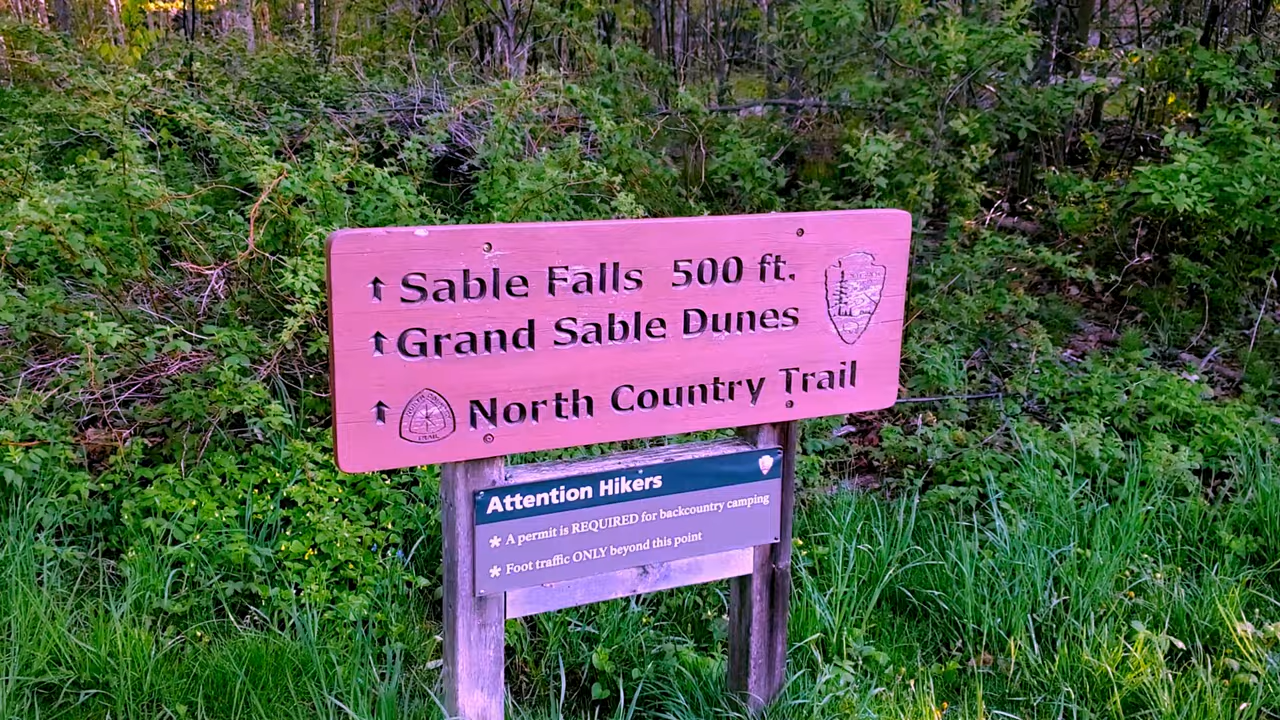 ↑ Sable Falls 500 ft.
↑ Grand Sable Dunes
↑ North Country Trail
TRAIL
Attention Hikers
* A permit is REQUIRED for backcountry camping
* Foot traffic ONLY beyond this point